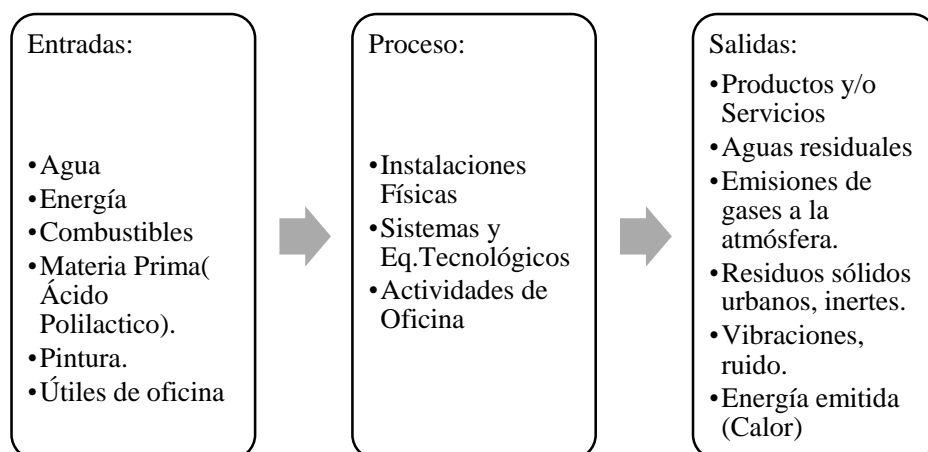 Entradas:
•Agua
•Energía
•Combustibles
•Materia Prima(
Ácido
Polilactico).
•Pintura.
•Útiles de oficina
Proceso:
•Instalaciones
Físicas
•Sistemas y
Eq.Tecnológicos
•Actividades de
Oficina
Salidas:
•Productos y/o
Servicios
•Aguas residuales
•Emisiones de
gases a la
atmósfera.
•Residuos sólidos
urbanos, inertes.
•Vibraciones,
ruido.
•Energía emitida
(Calor)